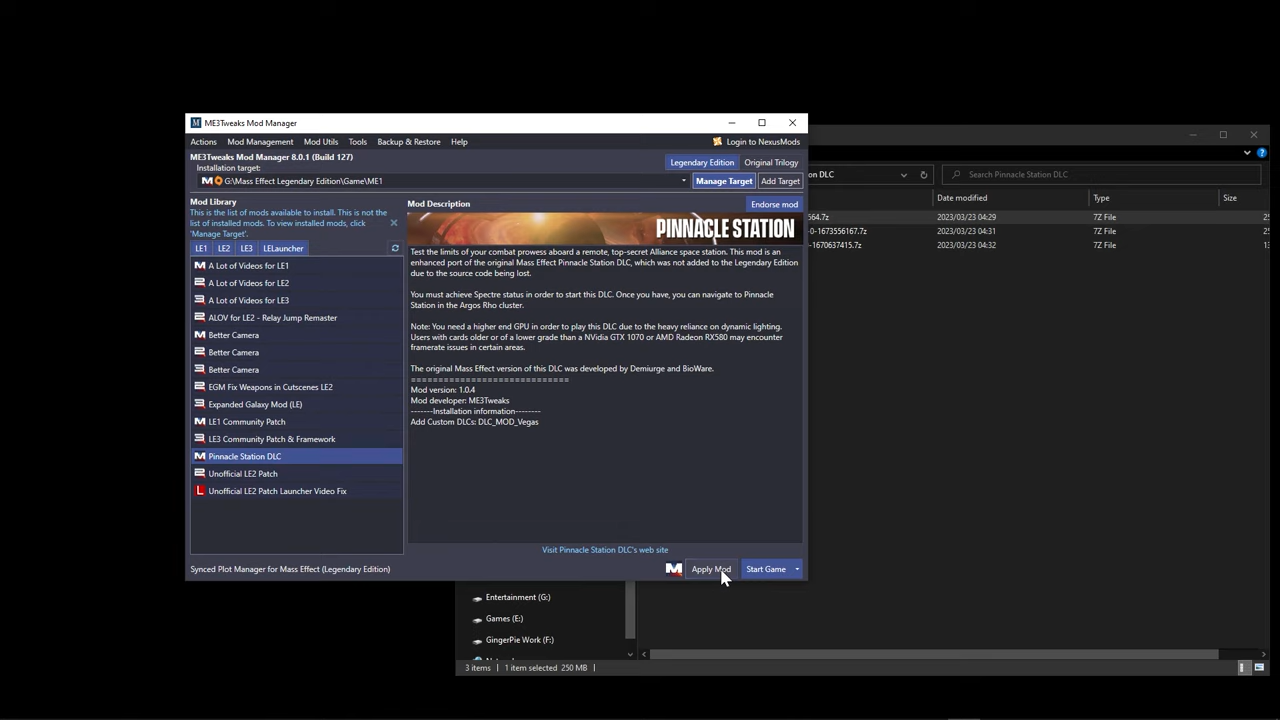 ME3Tweaks Mod Manager
Actions Mod Management Mod Utils Tools Backup & Restore Help Login to NexusMods
ME3Tweaks Mod Manager 8.0.1 (Build 127)
Legendary Edition Original Trilogy
Installation target:
G:\Mass Effect Legendary Edition\Game\ME1
Manage Target Add Target
Mod Library
This is the list of mods available to install. This is not the
list of installed mods. To view installed mods, click
'Manage Target'.
LE1 LE2 LE3 LELauncher
A Lot of Videos for LE1
A Lot of Videos for LE2
A Lot of Videos for LE3
ALOV for LE2 - Relay Jump Remaster
Better Camera
Better Camera
Better Camera
EGM Fix Weapons in Cutscenes LE2
Expanded Galaxy Mod (LE)
LE1 Community Patch
LE3 Community Patch & Framework
Pinnacle Station DLC
Unofficial LE2 Patch
Unofficial LE2 Patch Launcher Video Fix
Synced Plot Manager for Mass Effect (Legendary Edition)
Mod Description
Endorse mod
PINNACLE STATION
Test the limits of your combat prowess aboard a remote, top-secret Alliance space station. This mod is an
enhanced port of the original Mass Effect Pinnacle Station DLC, which was not added to the Legendary Edition
due to the source code being lost.
You must achieve Spectre status in order to start this DLC. Once you have, you can navigate to Pinnacle
Station in the Argos Rho cluster.
Note: You need a higher end GPU in order to play this DLC due to the heavy reliance on dynamic lighting.
Users with cards older or of a lower grade than a NVidia GTX 1070 or AMD Radeon RX580 may encounter
framerate issues in certain areas.
The original Mass Effect version of this DLC was developed by Demiurge and BioWare.
=============================
Mod version: 1.0.4
Mod developer: ME3Tweaks
-------Installation information--------
Add Custom DLCs: DLC_MOD_Vegas
Visit Pinnacle Station DLC's web site
Apply Mod Start Game
on DLC Search Pinnacle Station DLC
Date modified Type Size
564.7z 2023/03/23 04:29 7Z File 25
-0-1673556167.7z 2023/03/23 04:31 7Z File 25
-1670637415.7z 2023/03/23 04:32 7Z File 13
Entertainment (G:)
Games (E:)
GingerPie Work (F:)
3 items 1 item selected 250 MB